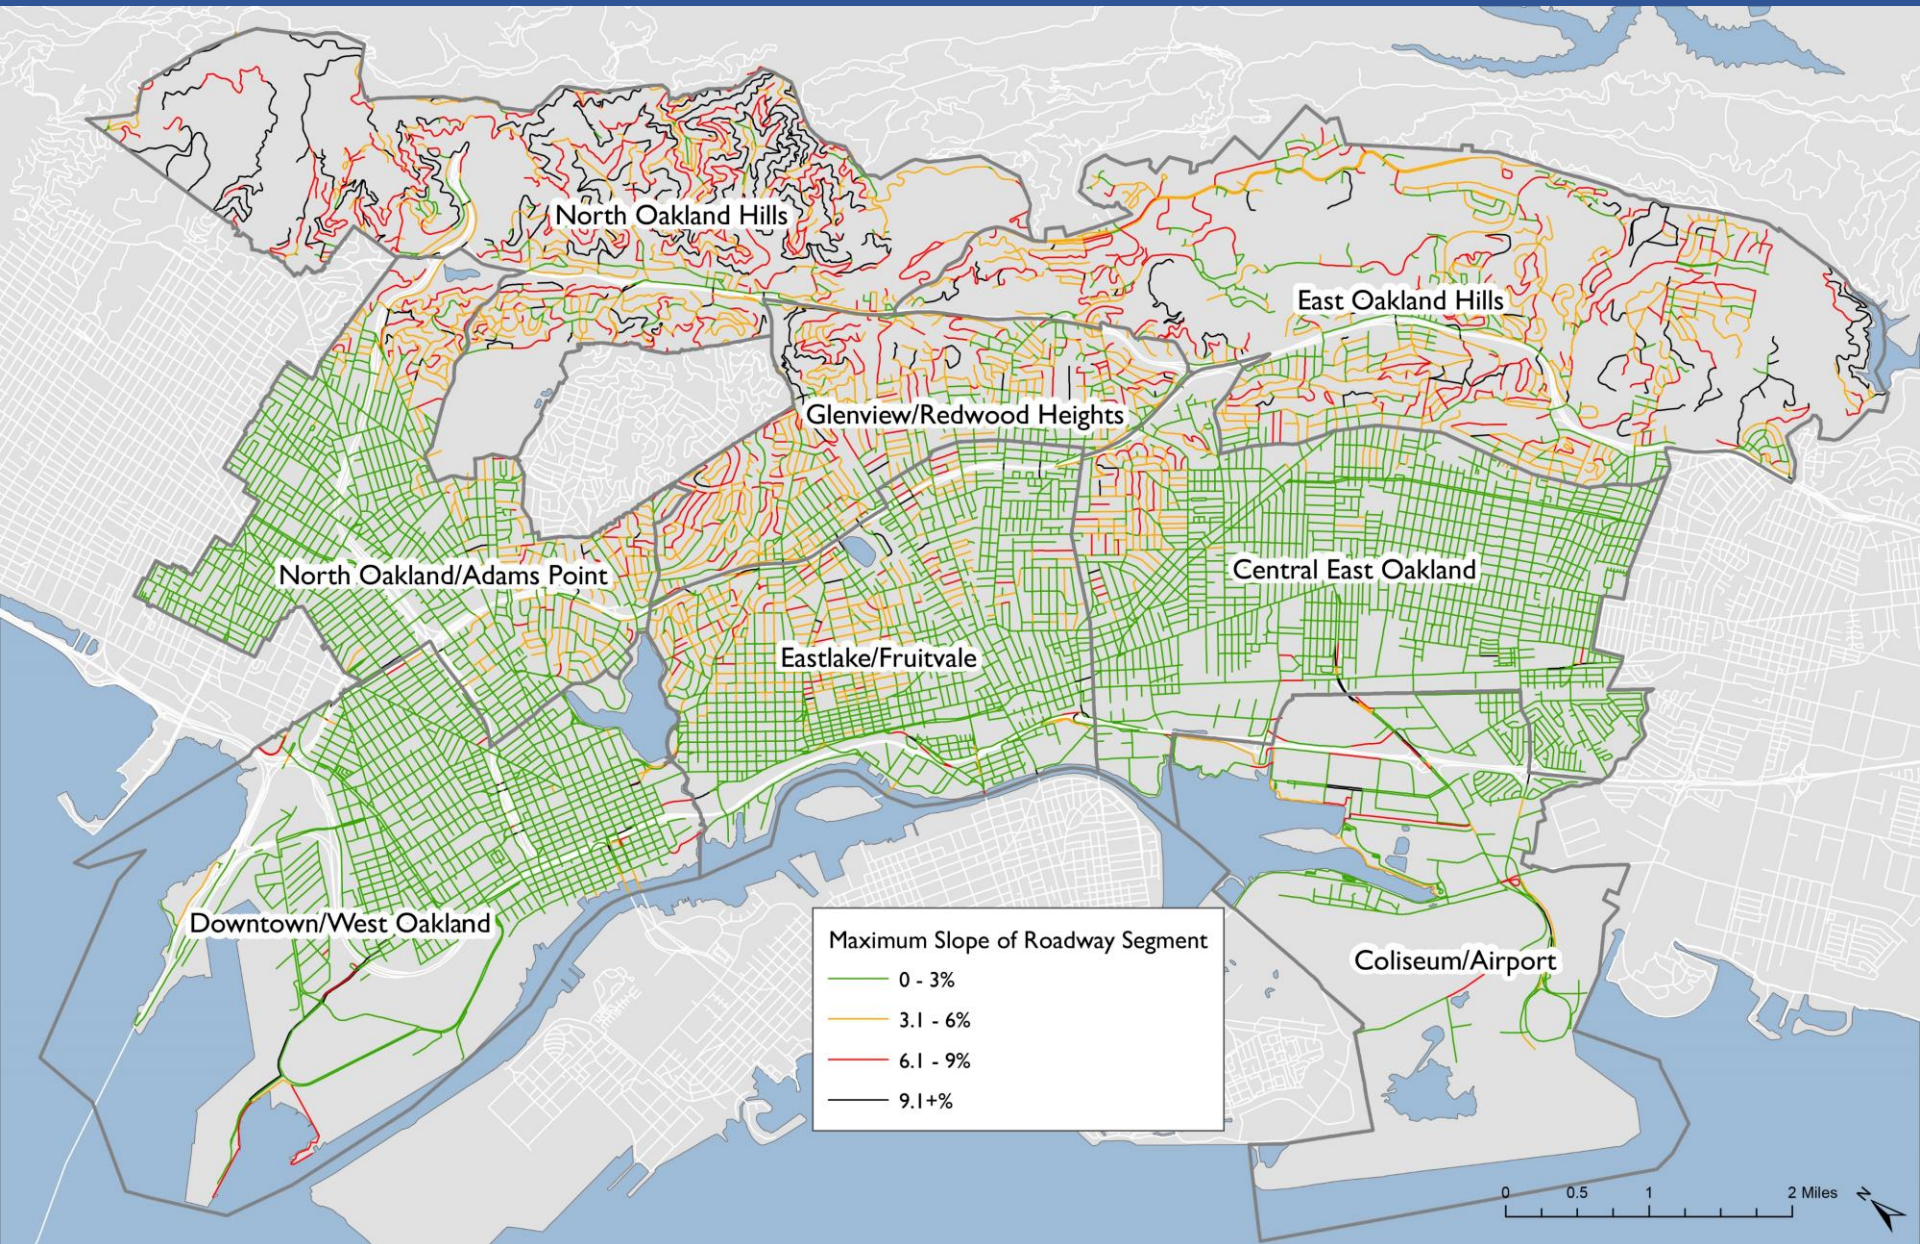 North Oakland Hills
East Oakland Hills
Glenview/Redwood Heights
North Oakland/Adams Point
Central East Oakland
Eastlake/Fruitvale
Downtown/West Oakland
Coliseum/Airport
Maximum Slope of Roadway Segment
0 - 3%
3.1 - 6%
6.1 - 9%
9.1+%
0 0.5 1 2 Miles
N